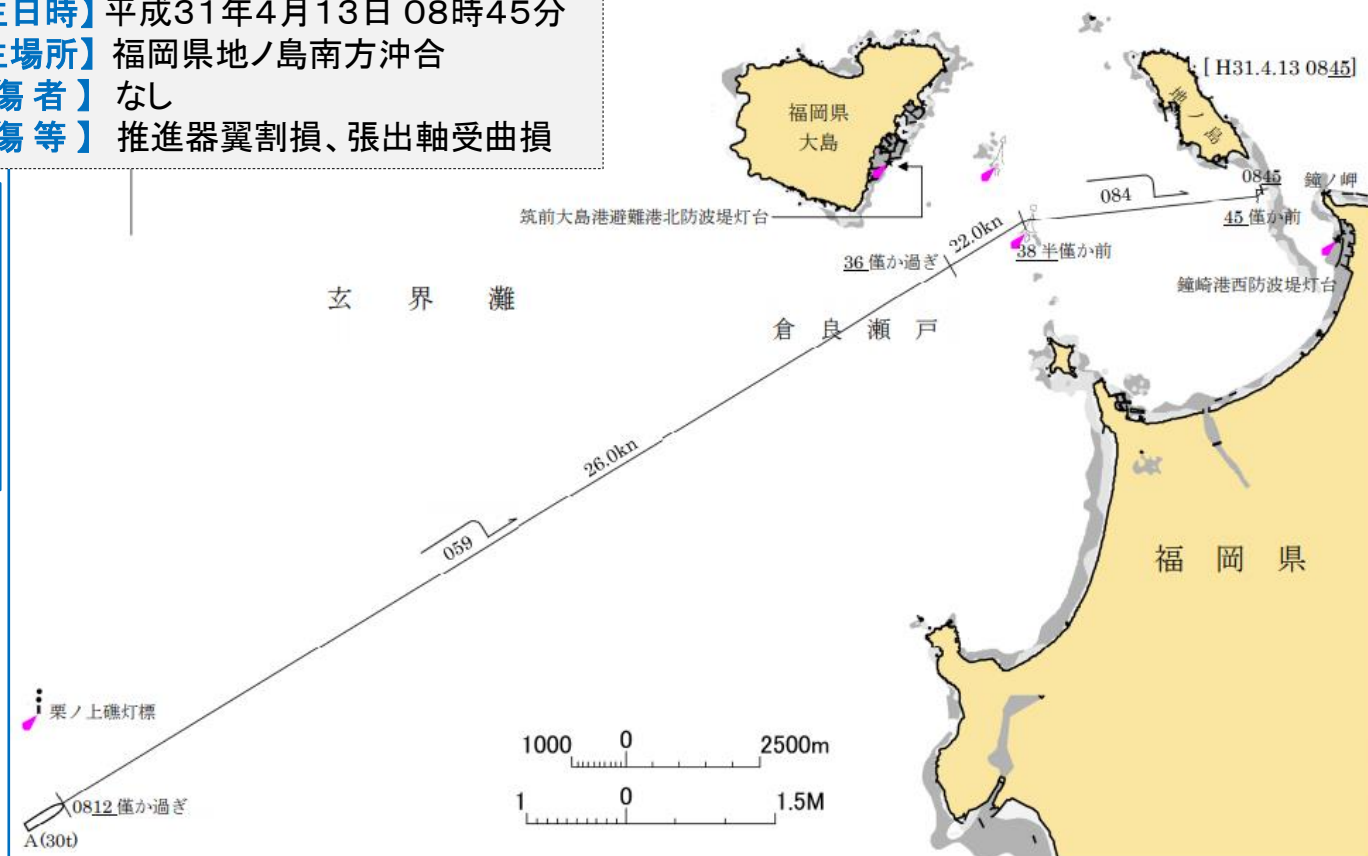 生日時】平成31年4月13日 08時45分
生場所】福岡県地ノ島南方沖合
傷 者 】 なし
傷 等 】 推進器翼割損、張出軸受曲損
[ H31.4.13 0845]
福岡県
大島
地ノ島
0845
鐘ノ岬
084
筑前大島港避難港北防波堤灯台
22.0kn
45 僅か前
36 僅か過ぎ
38 半僅か前
鐘崎港西防波堤灯台
玄 界 灘
倉 良 瀬 戸
26.0kn
059
福 岡 県
栗ノ上礁灯標
1000 0 2500m
1 0 1.5M
0812 僅か過ぎ
A(30t)